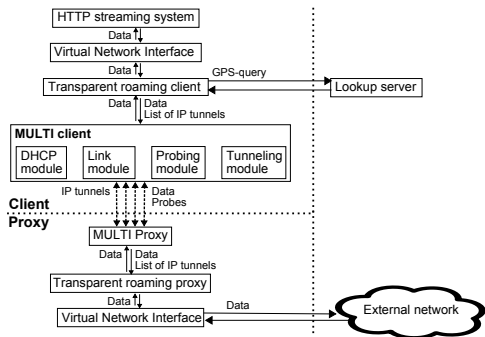 HTTP streaming system
Data
Virtual Network Interface
Data
GPS-query
Transparent roaming client
Lookup server
Data
Data
List of IP tunnels
MULTI client
DHCP module
Link module
Probing module
Tunneling module
IP tunnels
Data
Probes
Client
Proxy
MULTI Proxy
Data
Data
List of IP tunnels
Transparent roaming proxy
Data
Data
Virtual Network Interface
External network